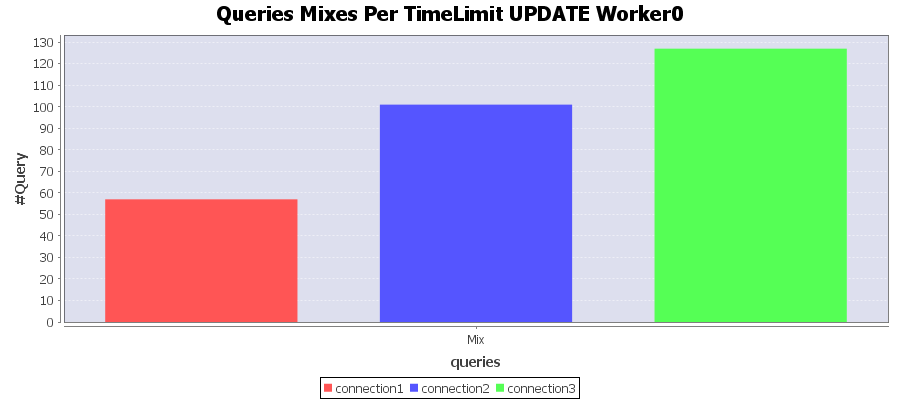 Queries Mixes Per TimeLimit UPDATE Worker0
130
120
110
100
90
80
70
60
50
40
30
20
10
0
#Query
Mix
queries
connection1 connection2 connection3